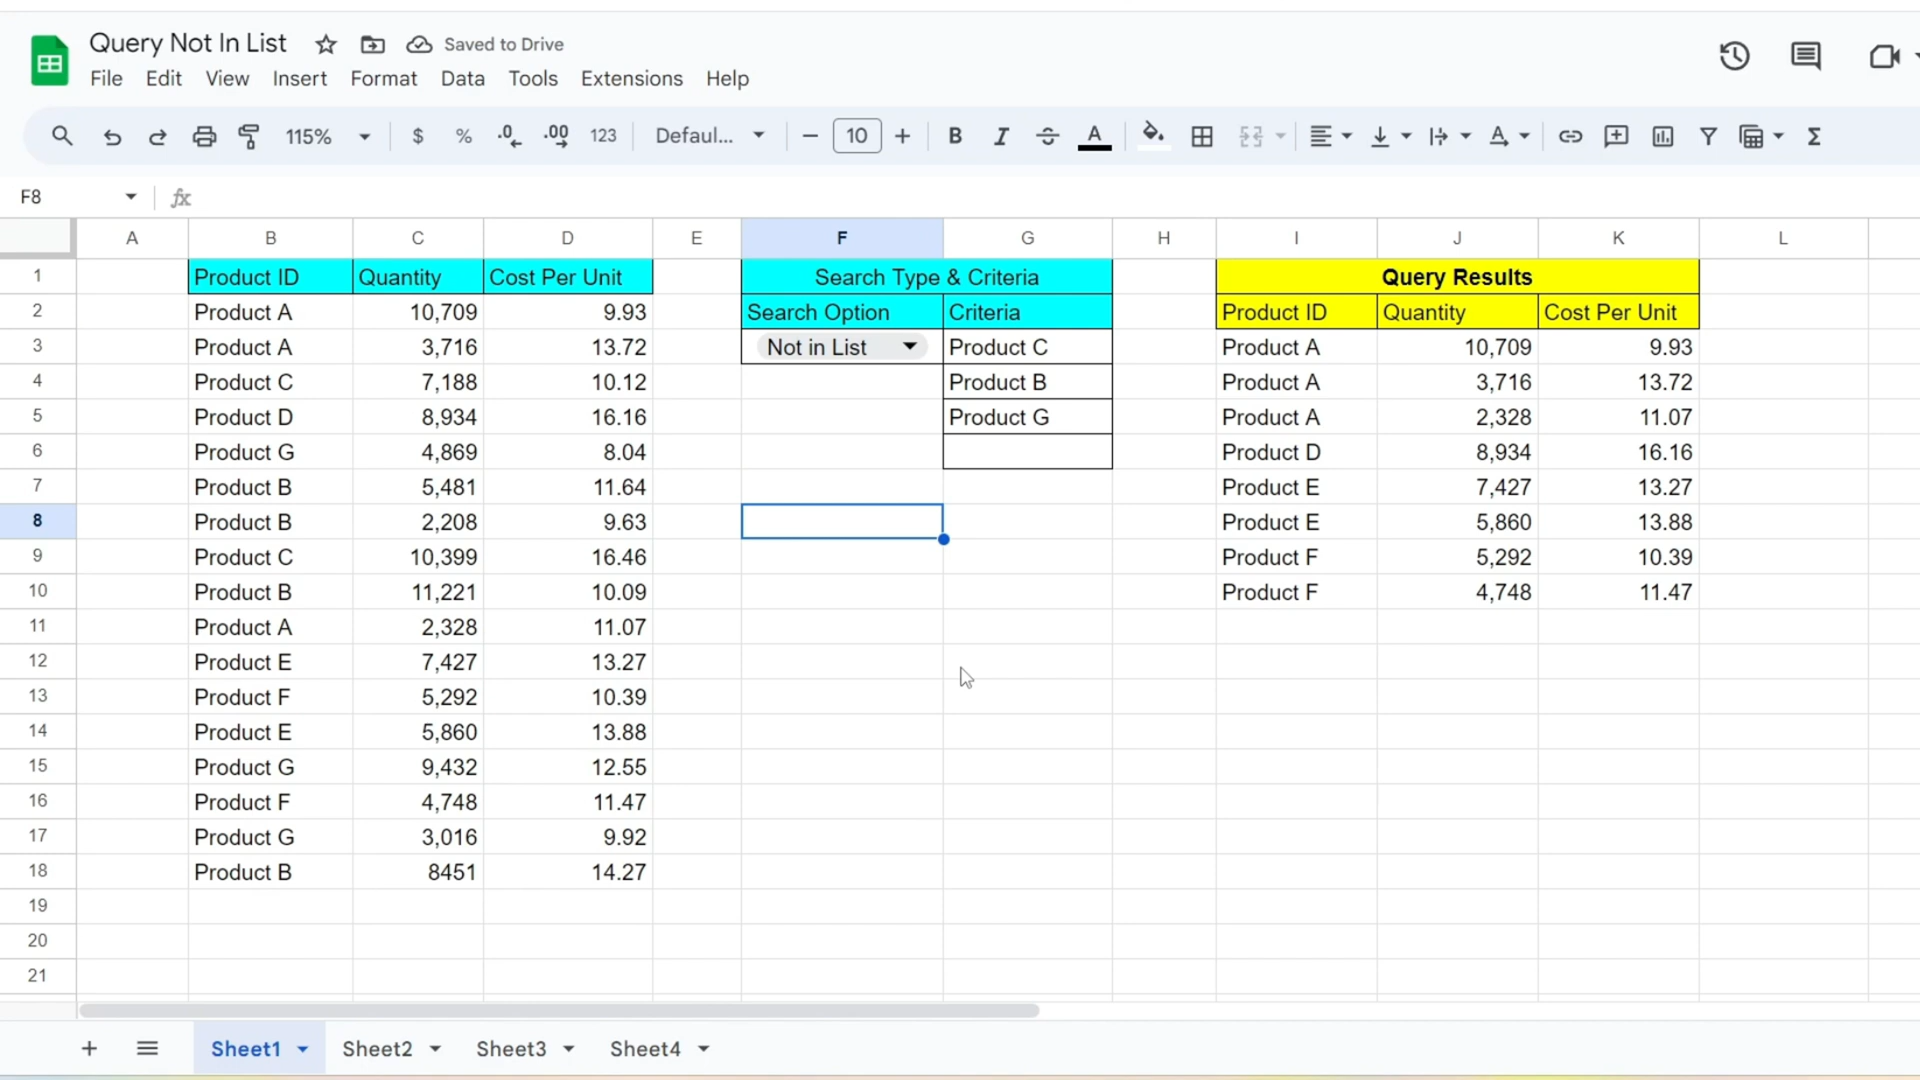 Query Not In List Saved to Drive
File Edit View Insert Format Data Tools Extensions Help
115% $ % .0 .00 123 Defaul... − 10 + B I S A Σ
F8 fx
A B C D E F G H I J K L
1 Product ID Quantity Cost Per Unit Search Type & Criteria Query Results
2 Product A 10,709 9.93 Search Option Criteria Product ID Quantity Cost Per Unit
3 Product A 3,716 13.72 Not in List Product C Product A 10,709 9.93
4 Product C 7,188 10.12 Product B Product A 3,716 13.72
5 Product D 8,934 16.16 Product G Product A 2,328 11.07
6 Product G 4,869 8.04 Product D 8,934 16.16
7 Product B 5,481 11.64 Product E 7,427 13.27
8 Product B 2,208 9.63 Product E 5,860 13.88
9 Product C 10,399 16.46 Product F 5,292 10.39
10 Product B 11,221 10.09 Product F 4,748 11.47
11 Product A 2,328 11.07
12 Product E 7,427 13.27
13 Product F 5,292 10.39
14 Product E 5,860 13.88
15 Product G 9,432 12.55
16 Product F 4,748 11.47
17 Product G 3,016 9.92
18 Product B 8451 14.27
19
20
21
+ Sheet1 Sheet2 Sheet3 Sheet4